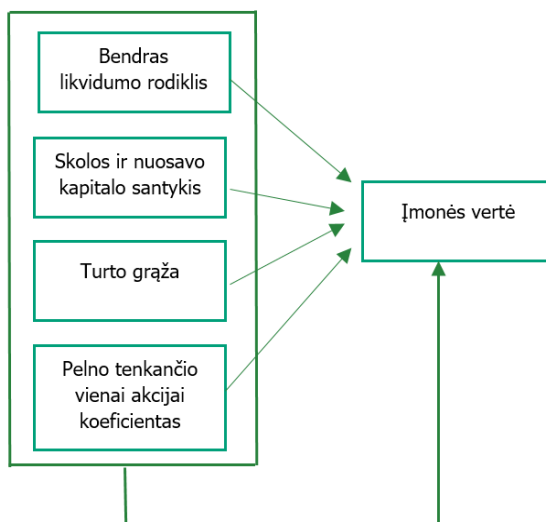 Bendras
likvidumo rodiklis
Skolos ir nuosavo
kapitalo santykis
Turto grąža
Pelno tenkančio
vienai akcijai
koeficientas
Įmonės vertė